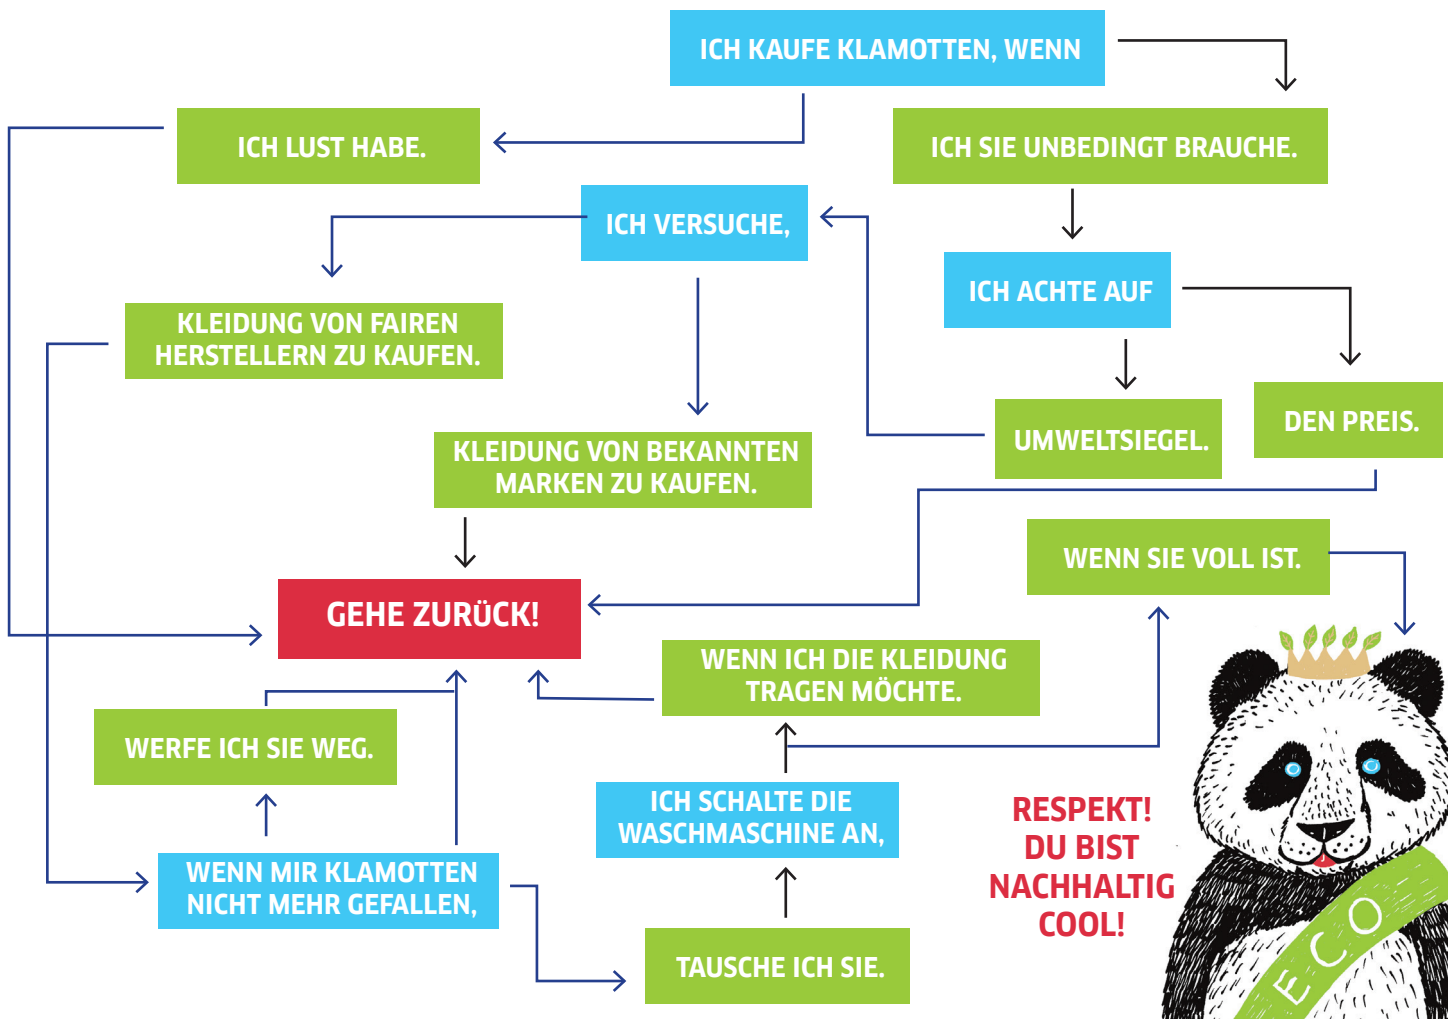 ICH KAUFE KLAMOTTEN, WENN
ICH LUST HABE.
ICH SIE UNBEDINGT BRAUCHE.
ICH VERSUCHE,
ICH ACHTE AUF
KLEIDUNG VON FAIREN
HERSTELLERN ZU KAUFEN.
DEN PREIS.
UMWELTSIEGEL.
KLEIDUNG VON BEKANNTEN
MARKEN ZU KAUFEN.
WENN SIE VOLL IST.
GEHE ZURÜCK!
WENN ICH DIE KLEIDUNG
TRAGEN MÖCHTE.
WERFE ICH SIE WEG.
ICH SCHALTE DIE
WASCHMASCHINE AN,
RESPEKT!
DU BIST
NACHHALTIG
COOL!
WENN MIR KLAMOTTEN
NICHT MEHR GEFALLEN,
TAUSCHE ICH SIE.
ECO